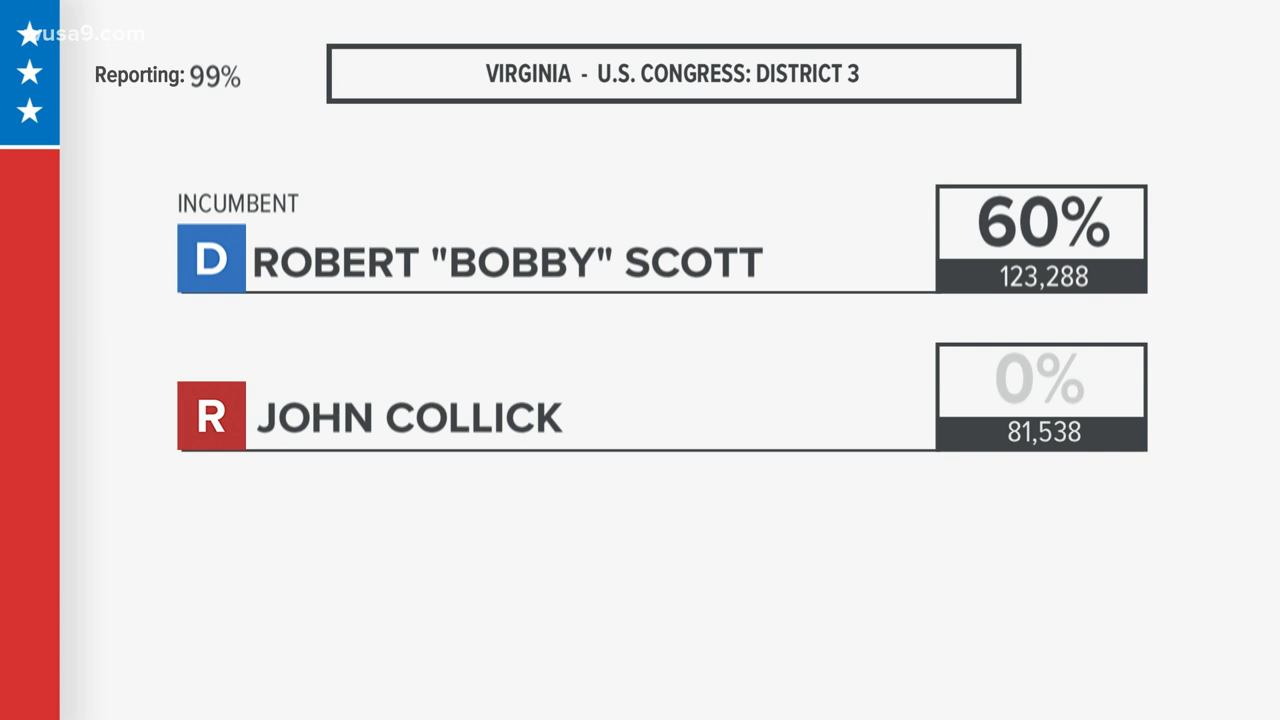 wusa9.com
Reporting: 99%
VIRGINIA - U.S. CONGRESS: DISTRICT 3
INCUMBENT
D ROBERT "BOBBY" SCOTT
60%
123,288
R JOHN COLLICK
0%
81,538